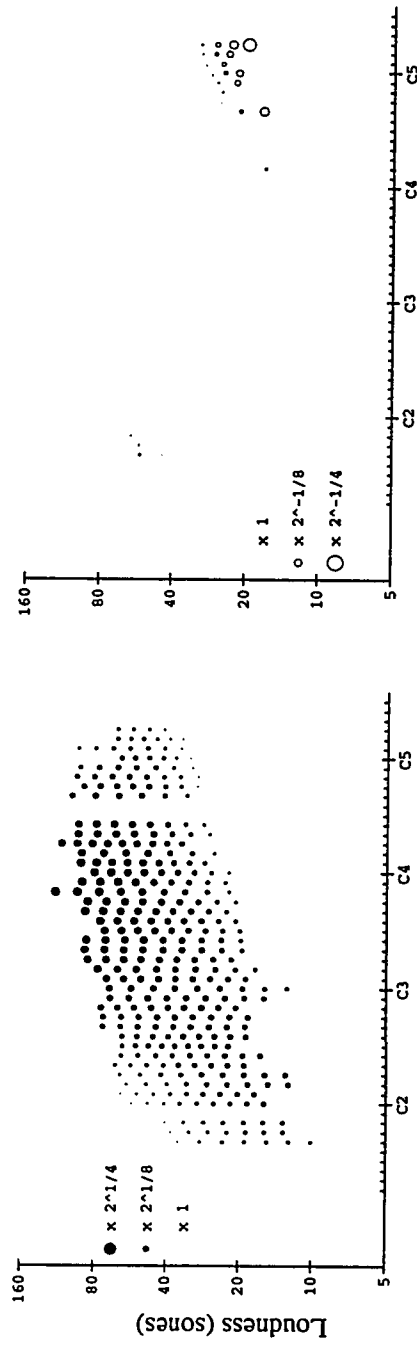 Loudness (sones)
160
80
40
20
10
5
x 2^1/4
x 2^1/8
x 1
C2
C3
C4
C5
160
80
40
20
10
5
x 1
x 2^-1/8
x 2^-1/4
C2
C3
C4
C5